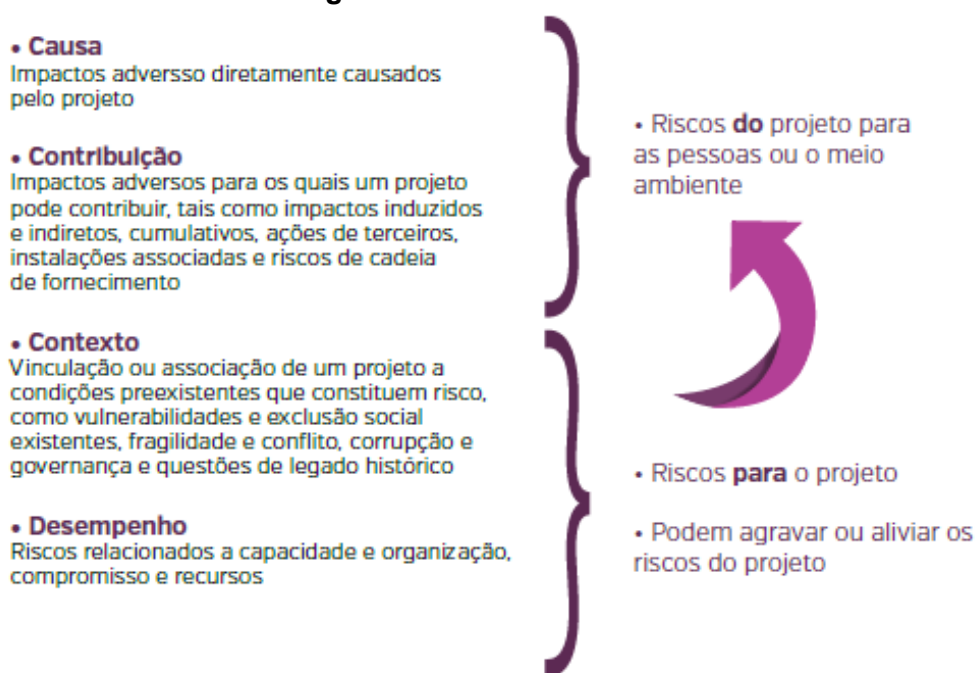 • Causa
Impactos adversso diretamente causados
pelo projeto
• Contribuição
Impactos adversos para os quais um projeto
pode contribuir, tais como impactos induzidos
e indiretos, cumulativos, ações de terceiros,
instalações associadas e riscos de cadeia
de fornecimento
• Riscos do projeto para
as pessoas ou o meio
ambiente
• Contexto
Vinculação ou associação de um projeto a
condições preexistentes que constituem risco,
como vulnerabilidades e exclusão social
existentes, fragilidade e conflito, corrupção e
governança e questões de legado histórico
• Desempenho
Riscos relacionados a capacidade e organização,
compromisso e recursos
• Riscos para o projeto
• Podem agravar ou aliviar os
riscos do projeto